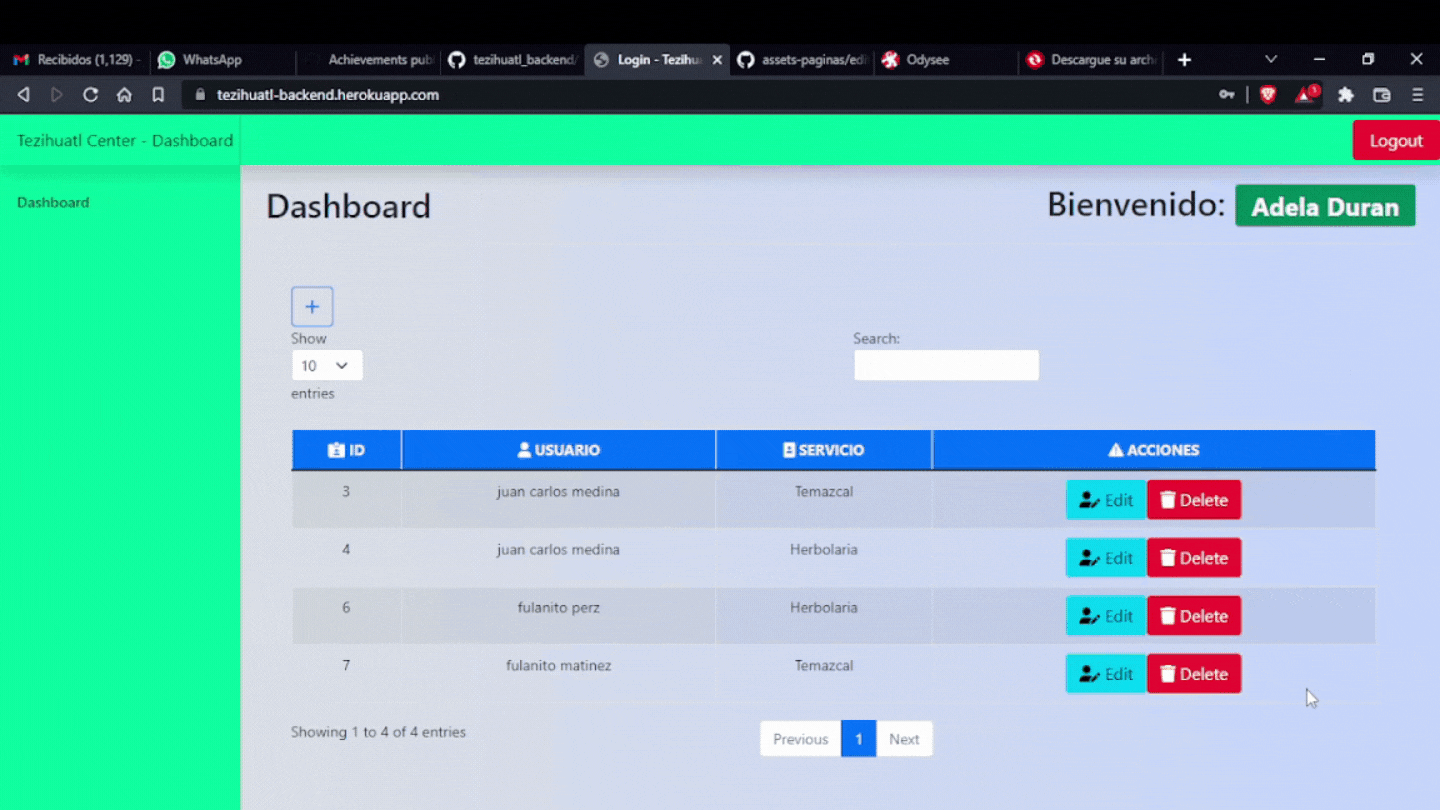 Recibidos (1,129) -
WhatsApp
Achievements pub
tezihuatl_backend/
Login - Tezihu
assets-paginas/edi
Odysee
Descargue su arch
tezihuatl-backend.herokuapp.com
Tezihuatl Center - Dashboard
Logout
Dashboard
Dashboard
Bienvenido: Adela Duran
+
Show
10
entries
Search:
ID USUARIO SERVICIO ACCIONES
3 juan carlos medina Temazcal Edit Delete
4 juan carlos medina Herbolaria Edit Delete
6 fulanito perz Herbolaria Edit Delete
7 fulanito matinez Temazcal Edit Delete
Showing 1 to 4 of 4 entries
Previous 1 Next